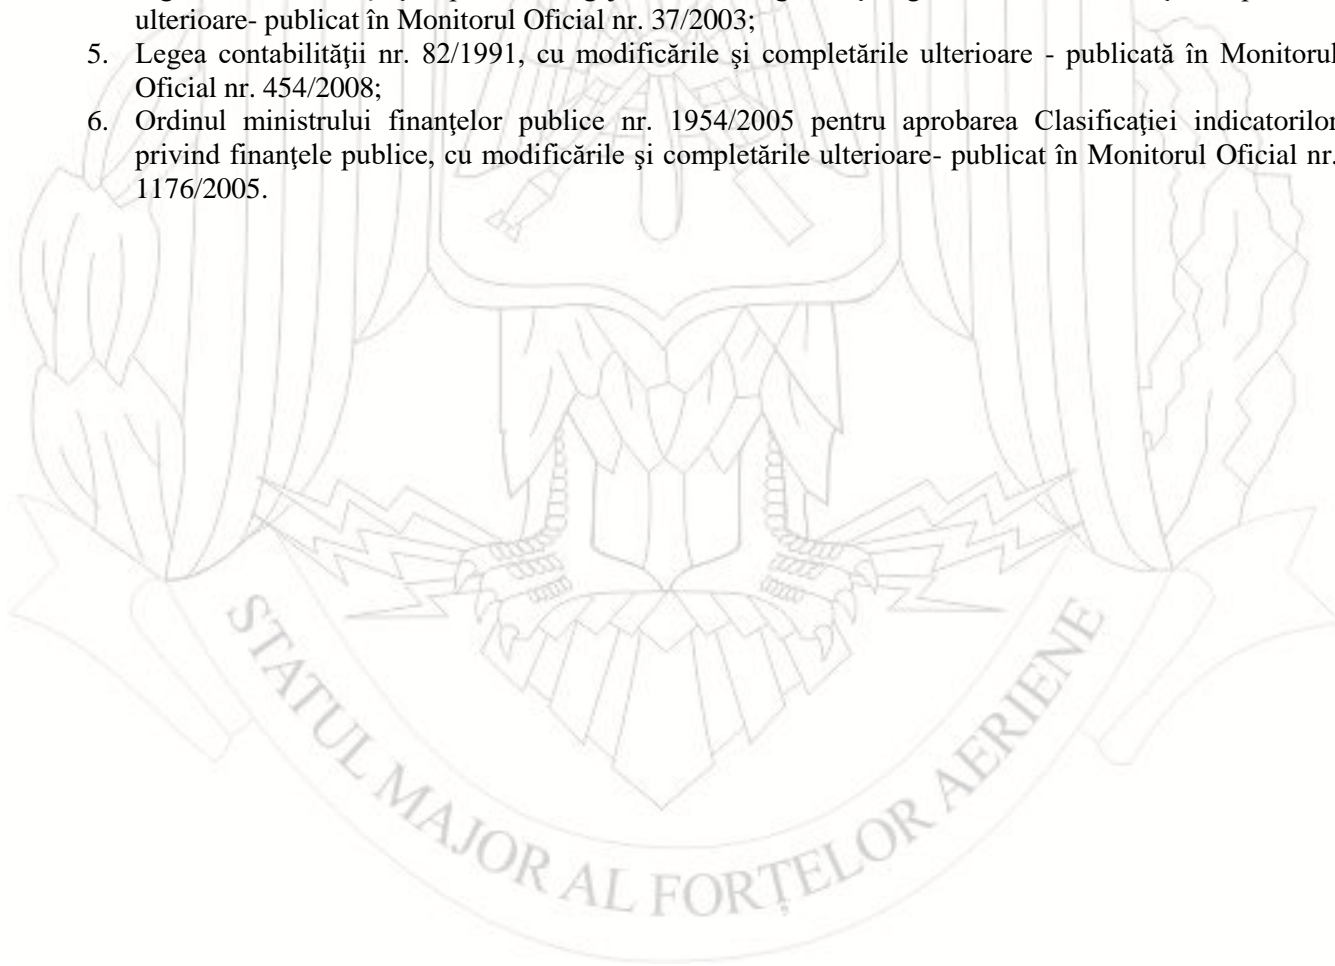 ulterioare- publicat în Monitorul Oficial nr. 37/2003;
5. Legea contabilităţii nr. 82/1991, cu modificările şi completările ulterioare - publicată în Monitorul
Oficial nr. 454/2008;
6. Ordinul ministrului finanţelor publice nr. 1954/2005 pentru aprobarea Clasificaţiei indicatorilor
privind finanţele publice, cu modificările şi completările ulterioare- publicat în Monitorul Oficial nr.
1176/2005.
STATUL MAJOR AL FORȚELOR AERIENE